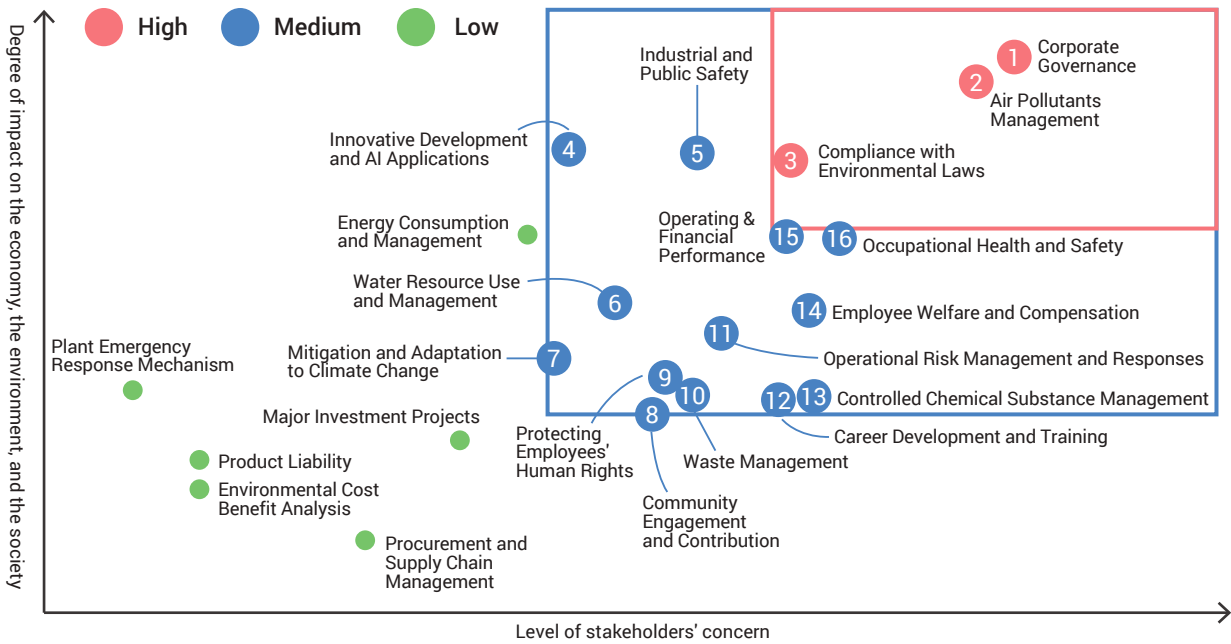 High
Medium
Low
Degree of impact on the economy, the environment, and the society
Industrial and
Public Safety
1
Corporate
Governance
2
Air Pollutants
Management
Innovative Development
and AI Applications
4
5
3
Compliance with
Environmental Laws
Energy Consumption
and Management
Operating &
Financial
Performance
15
16
Occupational Health and Safety
Water Resource Use
and Management
6
14
Employee Welfare and Compensation
11
Operational Risk Management and Responses
Plant Emergency
Response Mechanism
Mitigation and Adaptation
to Climate Change
7
9
10
8
12
13
Controlled Chemical Substance Management
Career Development and Training
Major Investment Projects
Protecting
Employees'
Human Rights
Waste Management
Product Liability
Environmental Cost
Benefit Analysis
Community
Engagement
and Contribution
Procurement and
Supply Chain
Management
Level of stakeholders' concern